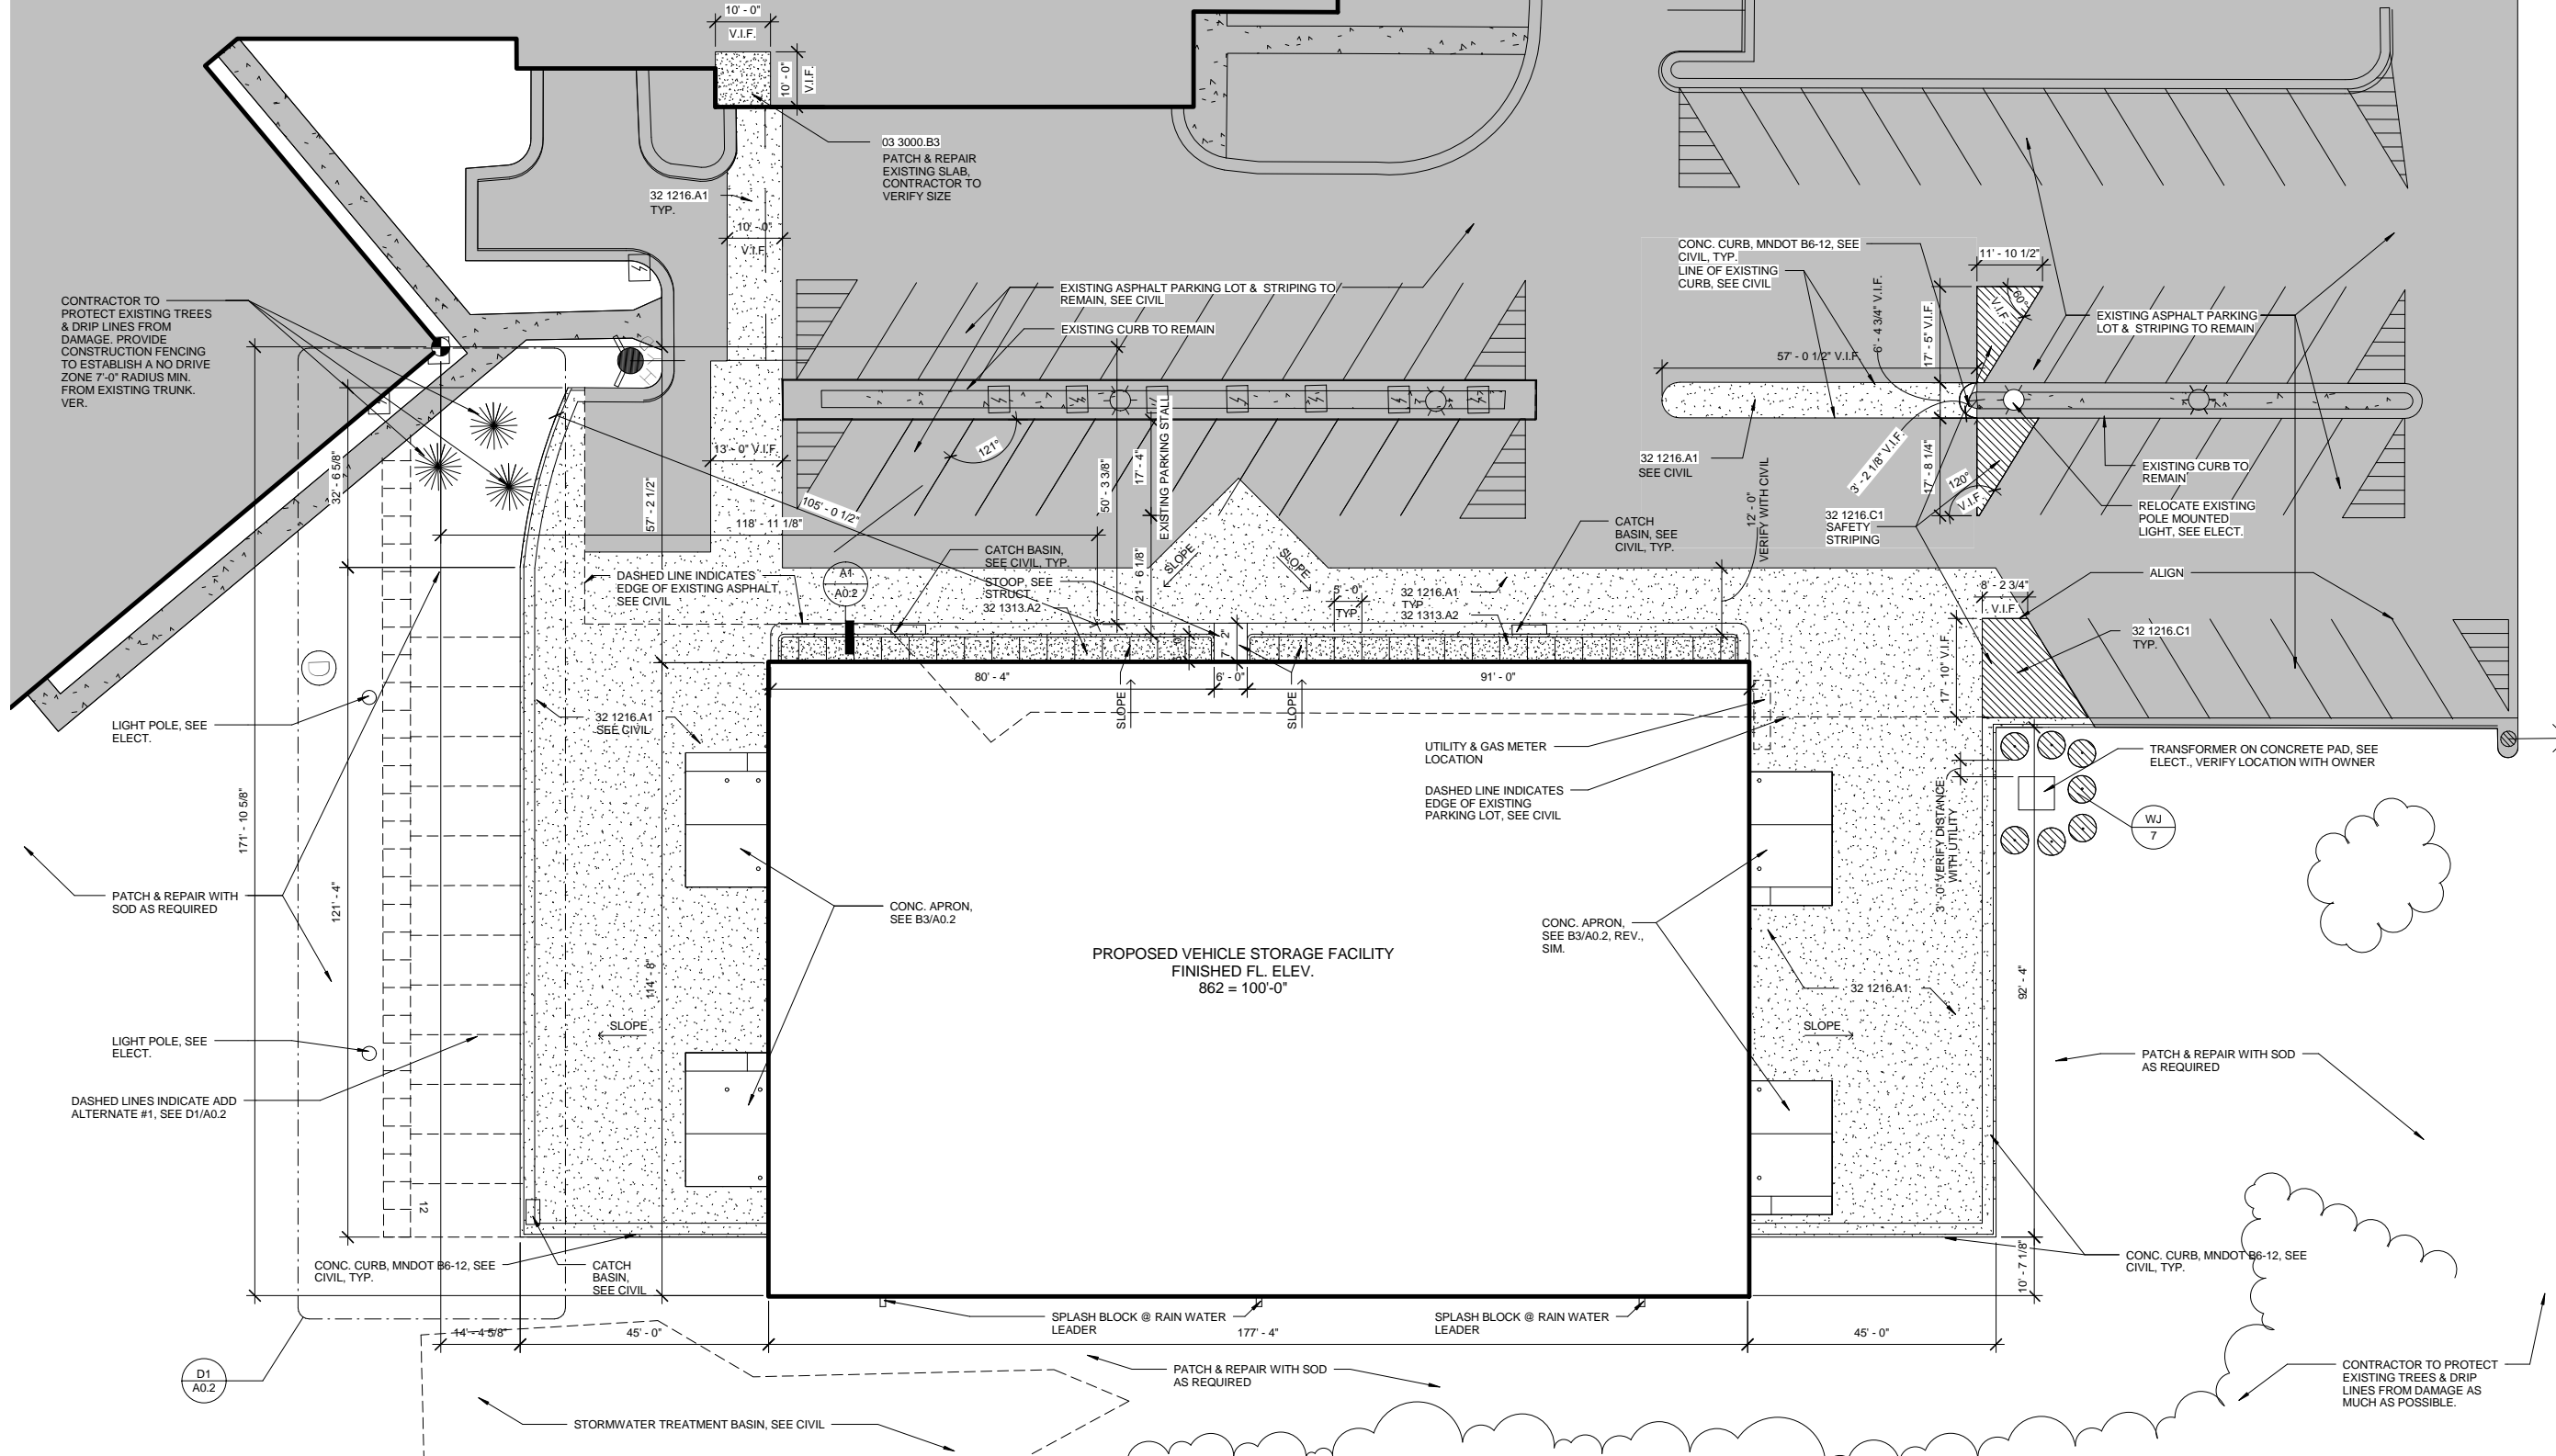 10' - 0"
V.I.F.
10' - 0"
V.I.F.
03 3000.B3
PATCH & REPAIR
EXISTING SLAB,
CONTRACTOR TO
VERIFY SIZE
32 1216.A1
TYP.
10' - 0"
V.I.F.
CONTRACTOR TO
PROTECT EXISTING TREES
& DRIP LINES FROM
DAMAGE. PROVIDE
CONSTRUCTION FENCING
TO ESTABLISH A NO DRIVE
ZONE 7'-0" RADIUS MIN.
FROM EXISTING TRUNK.
VER.
EXISTING ASPHALT PARKING LOT & STRIPING TO
REMAIN, SEE CIVIL
EXISTING CURB TO REMAIN
CONC. CURB, MNDOT B6-12, SEE
CIVIL, TYP.
LINE OF EXISTING
CURB, SEE CIVIL
11' - 10 1/2"
60°
V.I.F.
6' - 4 3/4" V.I.F.
17' - 5" V.I.F.
57' - 0 1/2" V.I.F.
EXISTING ASPHALT PARKING
LOT & STRIPING TO REMAIN
32' - 6 5/8"
57' - 2 1/2"
13' - 0" V.I.F.
121°
105' - 0 1/2"
118' - 11 1/8"
50' - 3 3/8"
17' - 4"
EXISTING PARKING STALL
21' - 6 1/8"
32 1216.A1
SEE CIVIL
3' - 2 1/8" V.I.F.
17' - 8 1/4"
120°
V.I.F.
EXISTING CURB TO
REMAIN
RELOCATE EXISTING
POLE MOUNTED
LIGHT, SEE ELECT.
32 1216.C1
SAFETY
STRIPING
12' - 0"
VERIFY WITH CIVIL
CATCH
BASIN, SEE
CIVIL, TYP.
CATCH BASIN,
SEE CIVIL, TYP.
SLOPE
SLOPE
DASHED LINE INDICATES
EDGE OF EXISTING ASPHALT,
SEE CIVIL
A1
A0.2
STOOP, SEE
STRUCT.
32 1313.A2
5' - 0"
TYP.
32 1216.A1
TYP.
32 1313.A2
ALIGN
8' - 2 3/4"
V.I.F.
32 1216.C1
TYP.
17' - 10" V.I.F.
80' - 4"
6' - 0"
91' - 0"
SLOPE
SLOPE
D
LIGHT POLE, SEE
ELECT.
32 1216.A1
SEE CIVIL
UTILITY & GAS METER
LOCATION
DASHED LINE INDICATES
EDGE OF EXISTING
PARKING LOT, SEE CIVIL
TRANSFORMER ON CONCRETE PAD, SEE
ELECT., VERIFY LOCATION WITH OWNER
WJ
7
3' - 0" VERIFY DISTANCE
WITH UTILITY
171' - 10 5/8"
121' - 4"
114' - 8"
92' - 4"
PATCH & REPAIR WITH
SOD AS REQUIRED
CONC. APRON,
SEE B3/A0.2
CONC. APRON,
SEE B3/A0.2, REV.,
SIM.
PROPOSED VEHICLE STORAGE FACILITY
FINISHED FL. ELEV.
862 = 100'-0"
32 1216.A1
SLOPE
SLOPE
LIGHT POLE, SEE
ELECT.
PATCH & REPAIR WITH SOD
AS REQUIRED
DASHED LINES INDICATE ADD
ALTERNATE #1, SEE D1/A0.2
12
CONC. CURB, MNDOT B6-12, SEE
CIVIL, TYP.
CATCH
BASIN,
SEE CIVIL
CONC. CURB, MNDOT B6-12, SEE
CIVIL, TYP.
10' - 7 1/8"
SPLASH BLOCK @ RAIN WATER
LEADER
SPLASH BLOCK @ RAIN WATER
LEADER
14' - 4 5/8"
45' - 0"
177' - 4"
45' - 0"
D1
A0.2
PATCH & REPAIR WITH SOD
AS REQUIRED
CONTRACTOR TO PROTECT
EXISTING TREES & DRIP
LINES FROM DAMAGE AS
MUCH AS POSSIBLE.
STORMWATER TREATMENT BASIN, SEE CIVIL